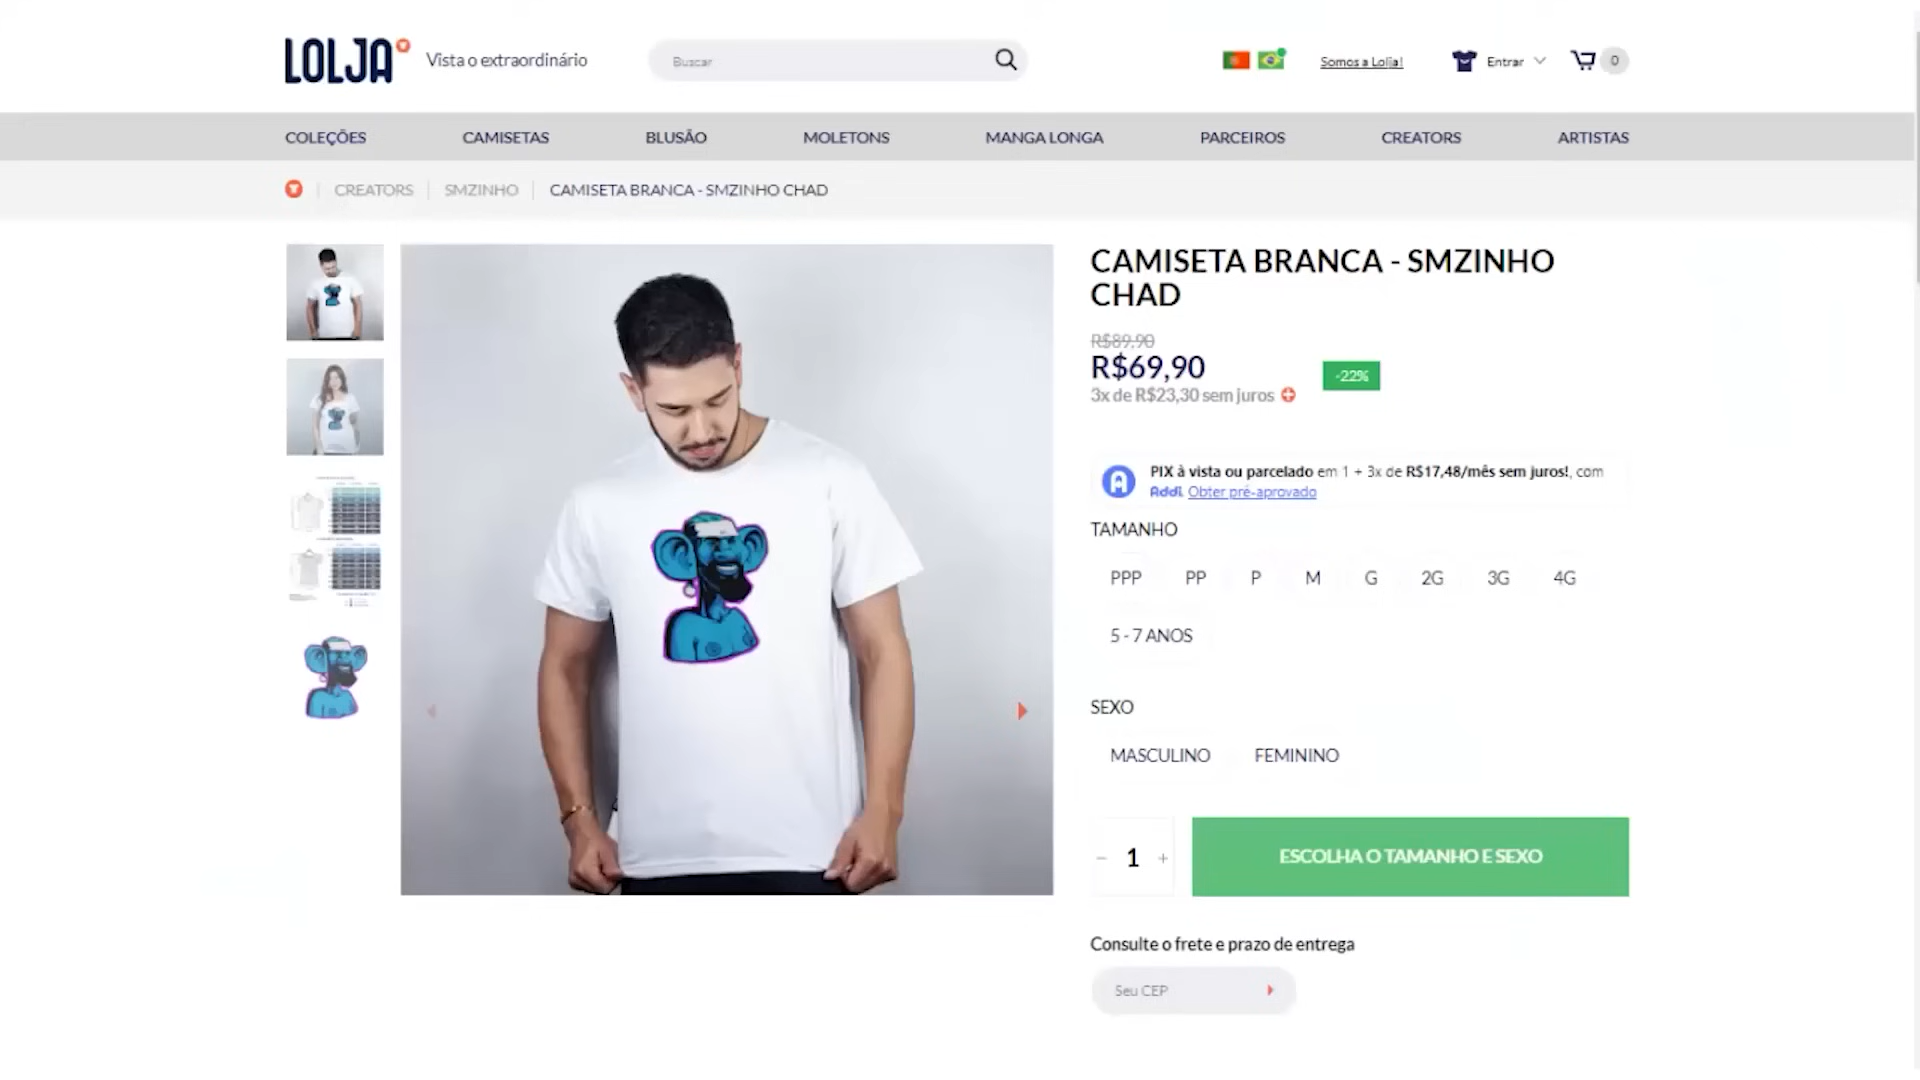 LOLJA
Vista o extraordinário
Buscar
Somos a Lolja!
Entrar
0
COLEÇÕES
CAMISETAS
BLUSÃO
MOLETONS
MANGA LONGA
PARCEIROS
CREATORS
ARTISTAS
CREATORS
SMZINHO
CAMISETA BRANCA - SMZINHO CHAD
CAMISETA BRANCA - SMZINHO
CHAD
R$89,90
R$69,90
-22%
3x de R$23,30 sem juros
PIX à vista ou parcelado em 1 + 3x de R$17,48/mês sem juros!, com
Addi. Obter pré-aprovado
TAMANHO
PPP PP P M G 2G 3G 4G
5 - 7 ANOS
SEXO
MASCULINO FEMININO
- 1 +
ESCOLHA O TAMANHO E SEXO
Consulte o frete e prazo de entrega
Seu CEP